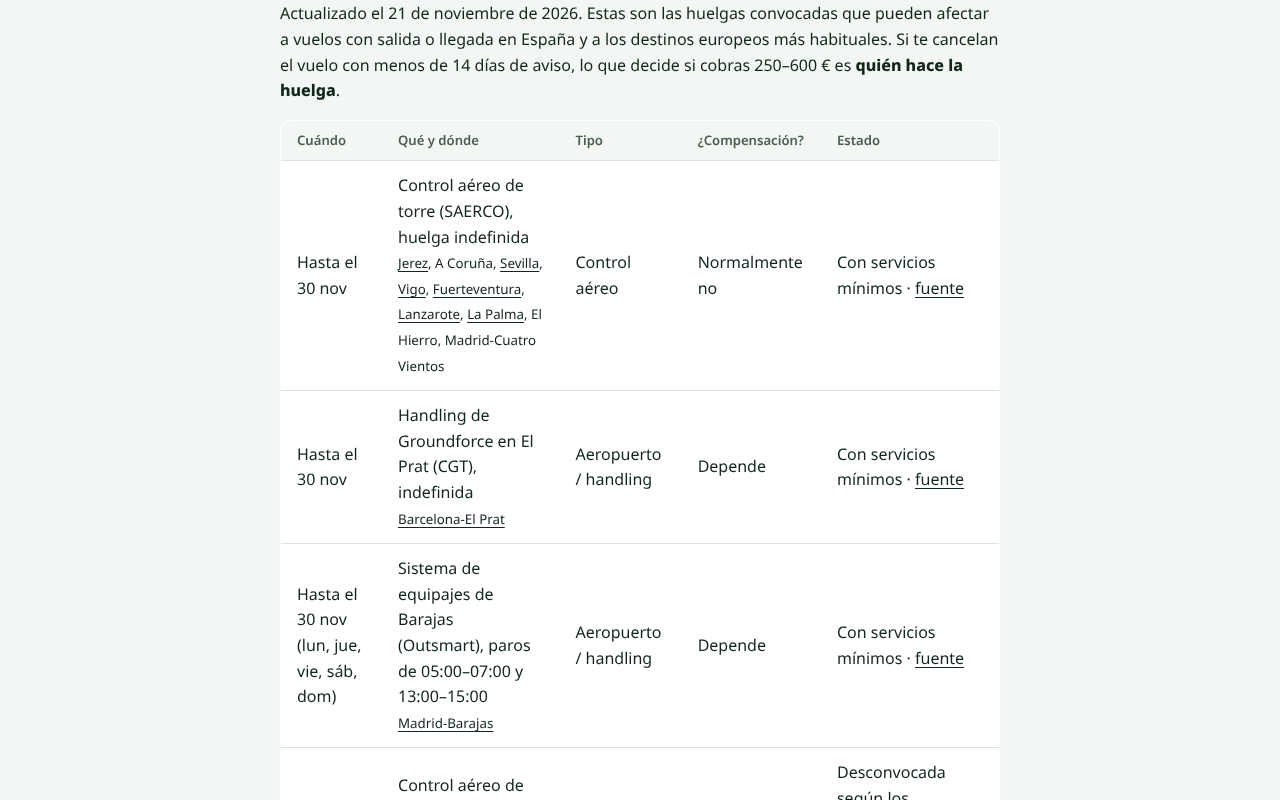 Actualizado el 21 de noviembre de 2026. Estas son las huelgas convocadas que pueden afectar
a vuelos con salida o llegada en España y a los destinos europeos más habituales. Si te cancelan
el vuelo con menos de 14 días de aviso, lo que decide si cobras 250–600 € es quién hace la
huelga.
Cuándo Qué y dónde Tipo ¿Compensación? Estado
Hasta el
30 nov
Control aéreo de
torre (SAERCO),
huelga indefinida
Jerez, A Coruña, Sevilla,
Vigo, Fuerteventura,
Lanzarote, La Palma, El
Hierro, Madrid-Cuatro
Vientos
Control
aéreo
Normalmente
no
Con servicios
mínimos · fuente
Hasta el
30 nov
Handling de
Groundforce en El
Prat (CGT),
indefinida
Barcelona-El Prat
Aeropuerto
/ handling
Depende
Con servicios
mínimos · fuente
Hasta el
30 nov
(lun, jue,
vie, sáb,
dom)
Sistema de
equipajes de
Barajas
(Outsmart), paros
de 05:00–07:00 y
13:00–15:00
Madrid-Barajas
Aeropuerto
/ handling
Depende
Con servicios
mínimos · fuente
Control aéreo de
Desconvocada
según los